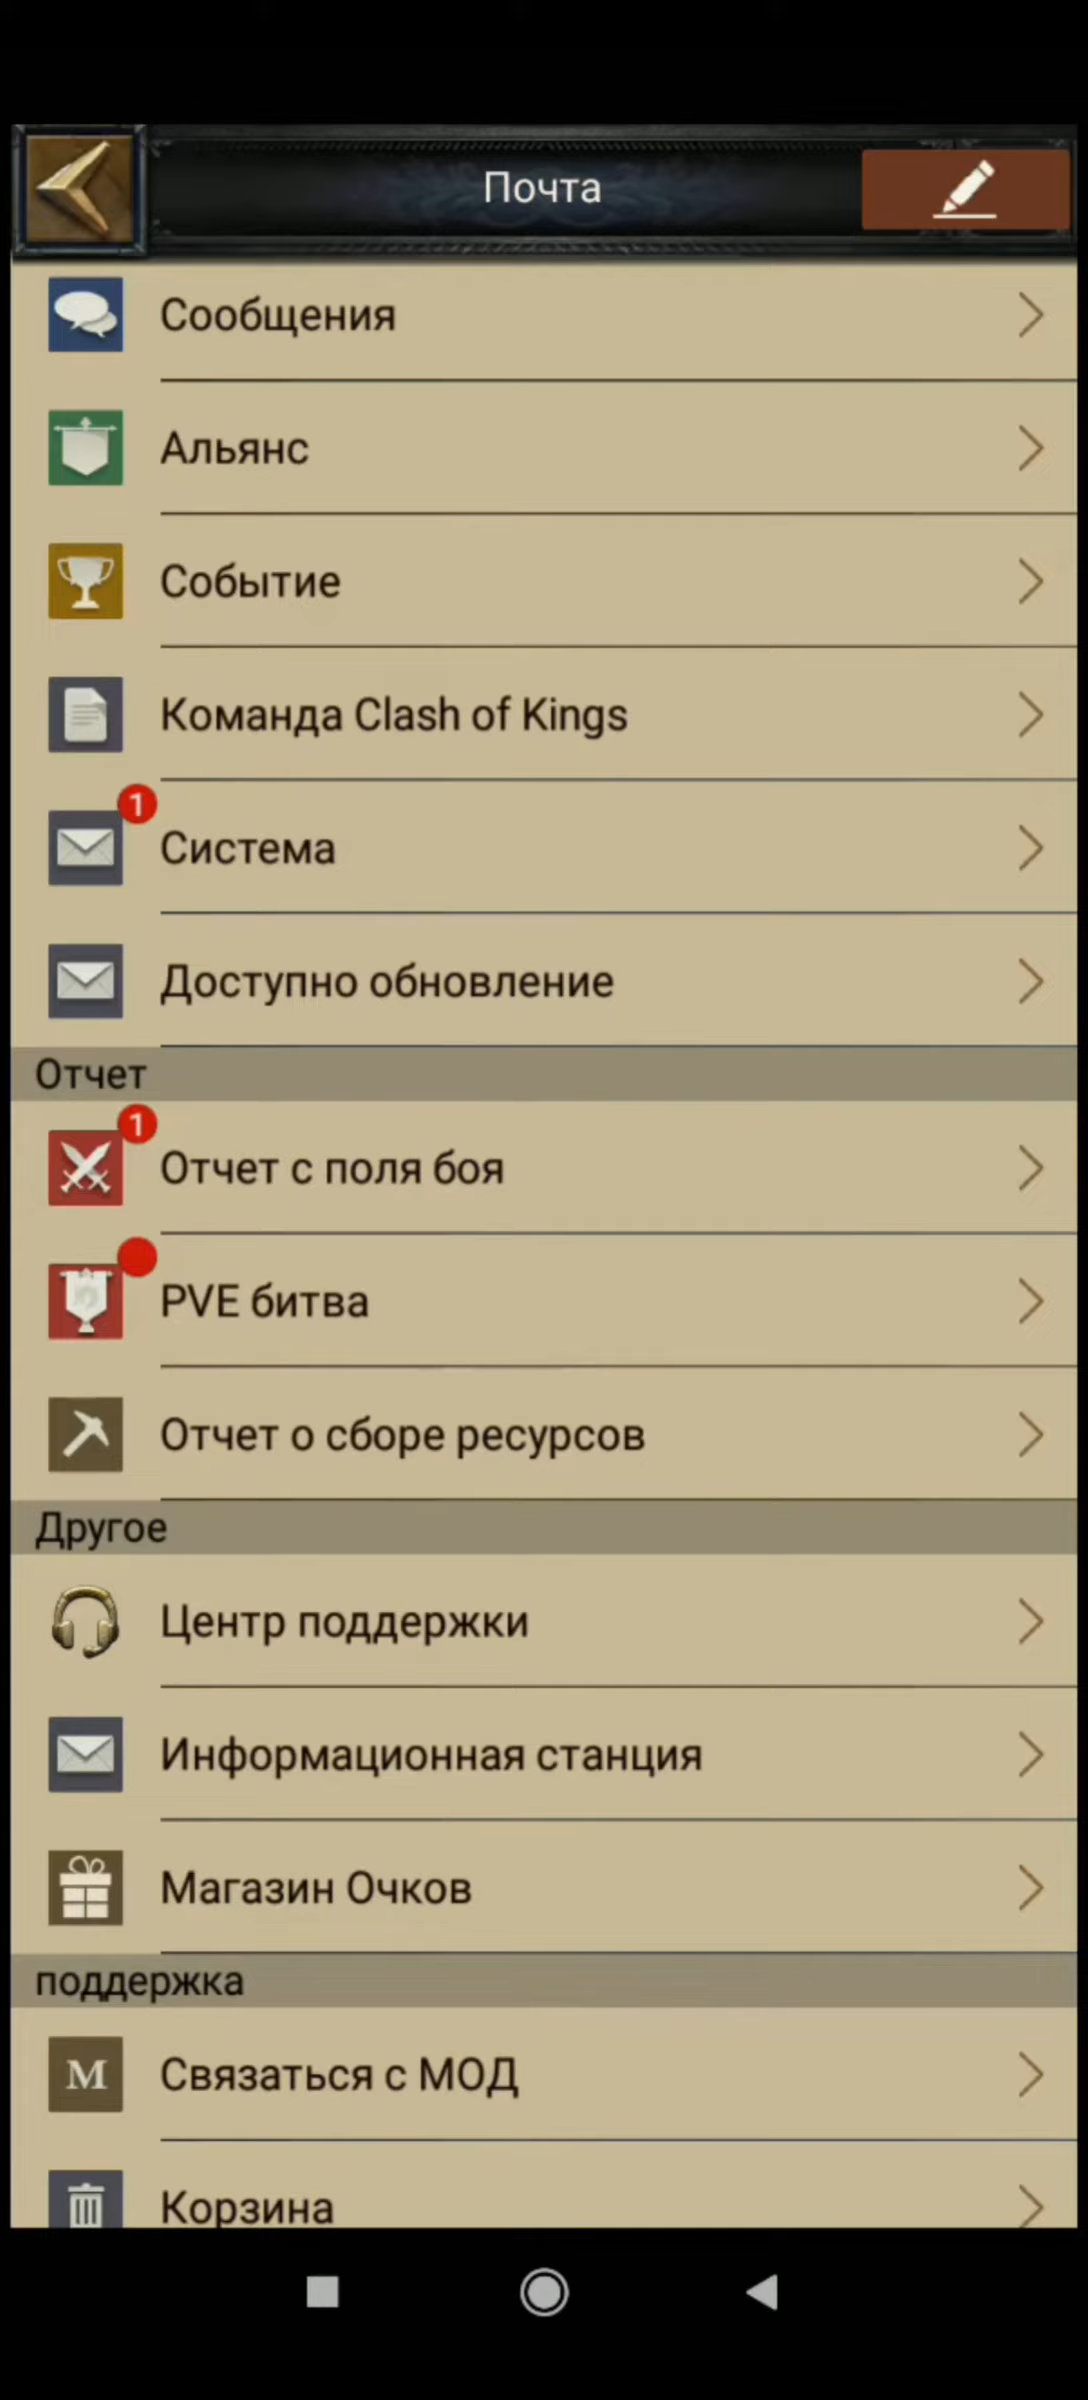 Почта
Сообщения
Альянс
Событие
Команда Clash of Kings
1
Система
Доступно обновление
Отчет
1
Отчет с поля боя
PVE битва
Отчет о сборе ресурсов
Другое
Центр поддержки
Информационная станция
Магазин Очков
поддержка
M
Связаться с МОД
Корзина